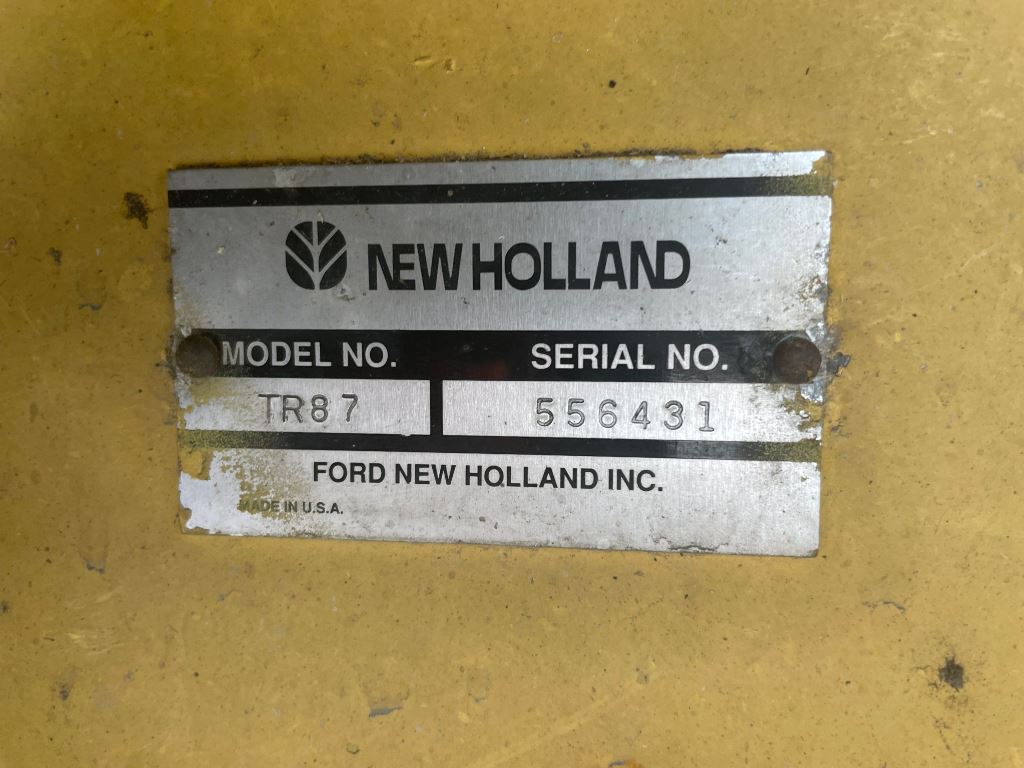 NEW HOLLAND
MODEL NO. SERIAL NO.
TR87 556431
FORD NEW HOLLAND INC.
MADE IN U.S.A.